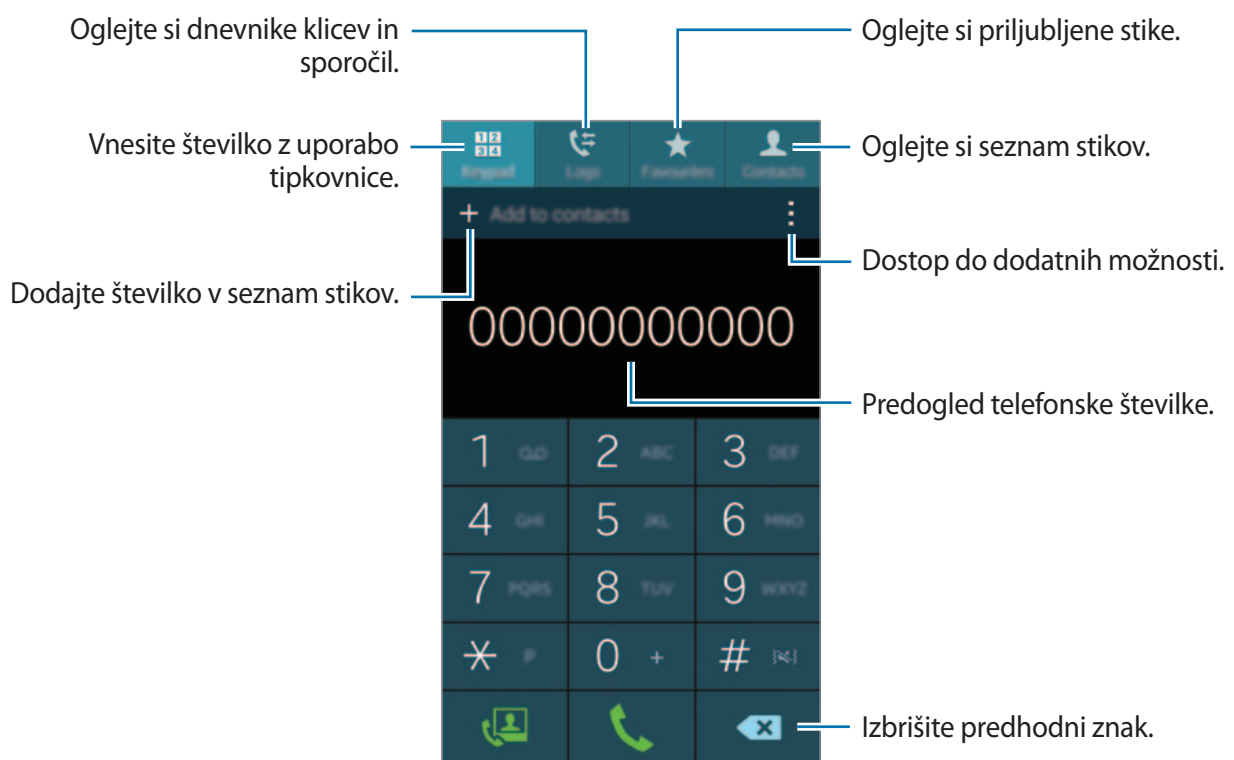 Oglejte si dnevnike klicev in
sporočil.
Oglejte si priljubljene stike.
Vnesite številko z uporabo
tipkovnice.
Oglejte si seznam stikov.
Keypad
Logs
Favourites
Contacts
+ Add to contacts
Dostop do dodatnih možnosti.
Dodajte številko v seznam stikov.
00000000000
Predogled telefonske številke.
1
2 ABC
3 DEF
4 GHI
5 JKL
6 MNO
7 PQRS
8 TUV
9 WXYZ
* P
0 +
#
Izbrišite predhodni znak.